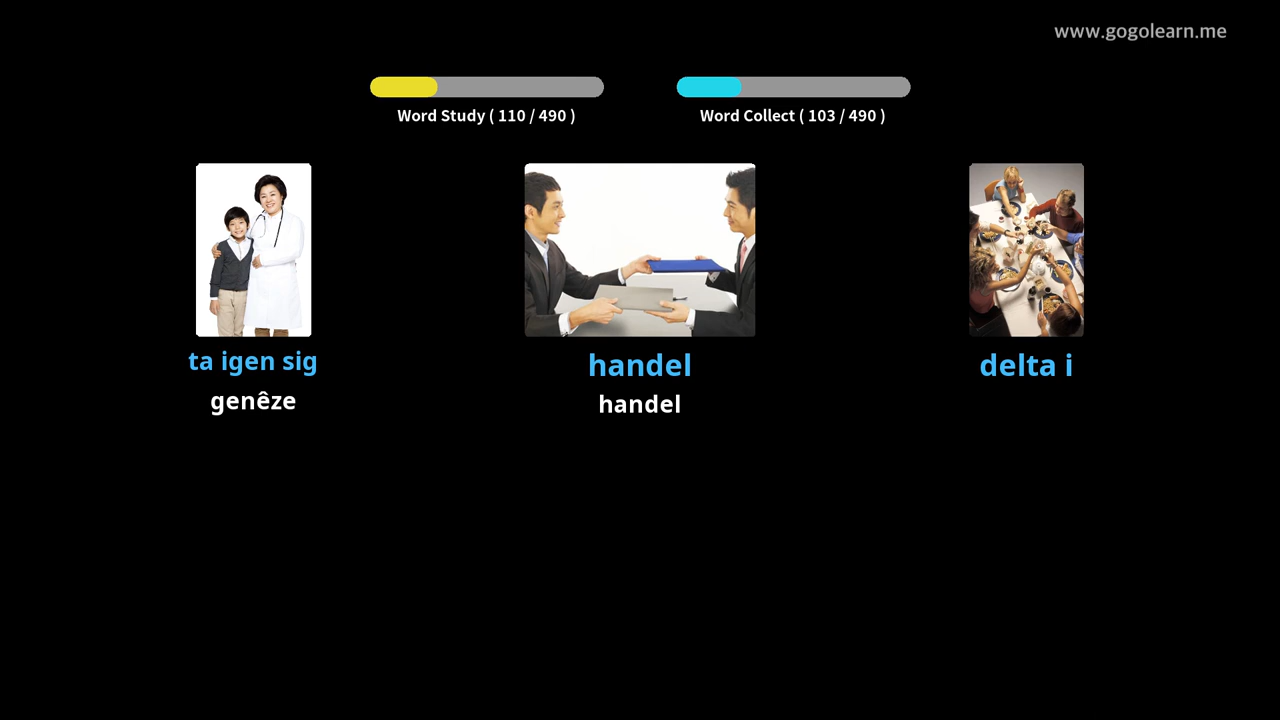 www.gogolearn.me
Word Study ( 110 / 490 )
Word Collect ( 103 / 490 )
ta igen sig
genêze
handel
handel
delta i